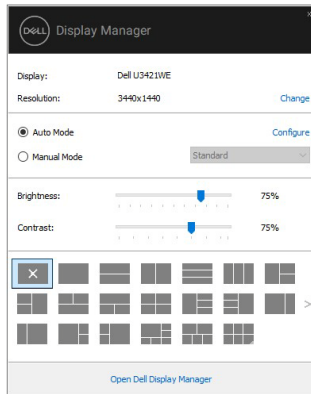 DELL Display Manager
Display: Dell U3421WE
Resolution: 3440x1440 Change
Auto Mode Configure
Manual Mode Standard
Brightness: 75%
Contrast: 75%
Open Dell Display Manager